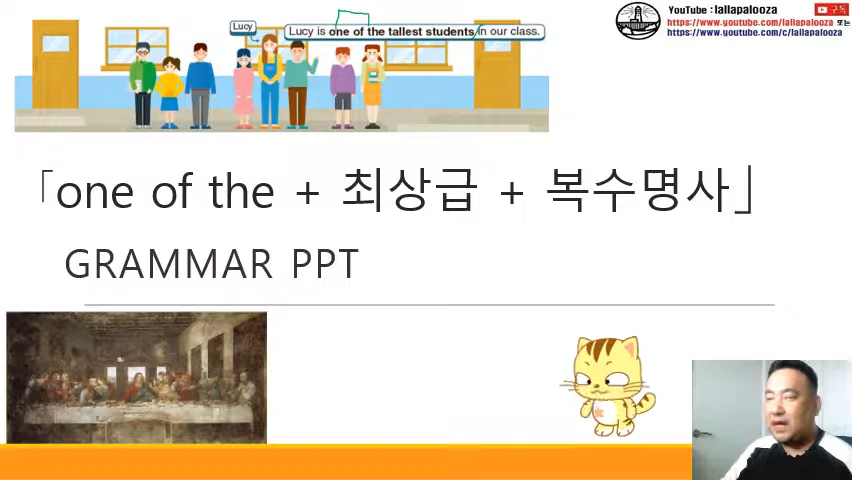 Lucy
Lucy is one of the tallest students in our class.
YouTube : lallapalooza
구독
https://www.youtube.com/lallapalooza 또는
https://www.youtube.com/c/lallapalooza
「one of the + 최상급 + 복수명사」
GRAMMAR PPT